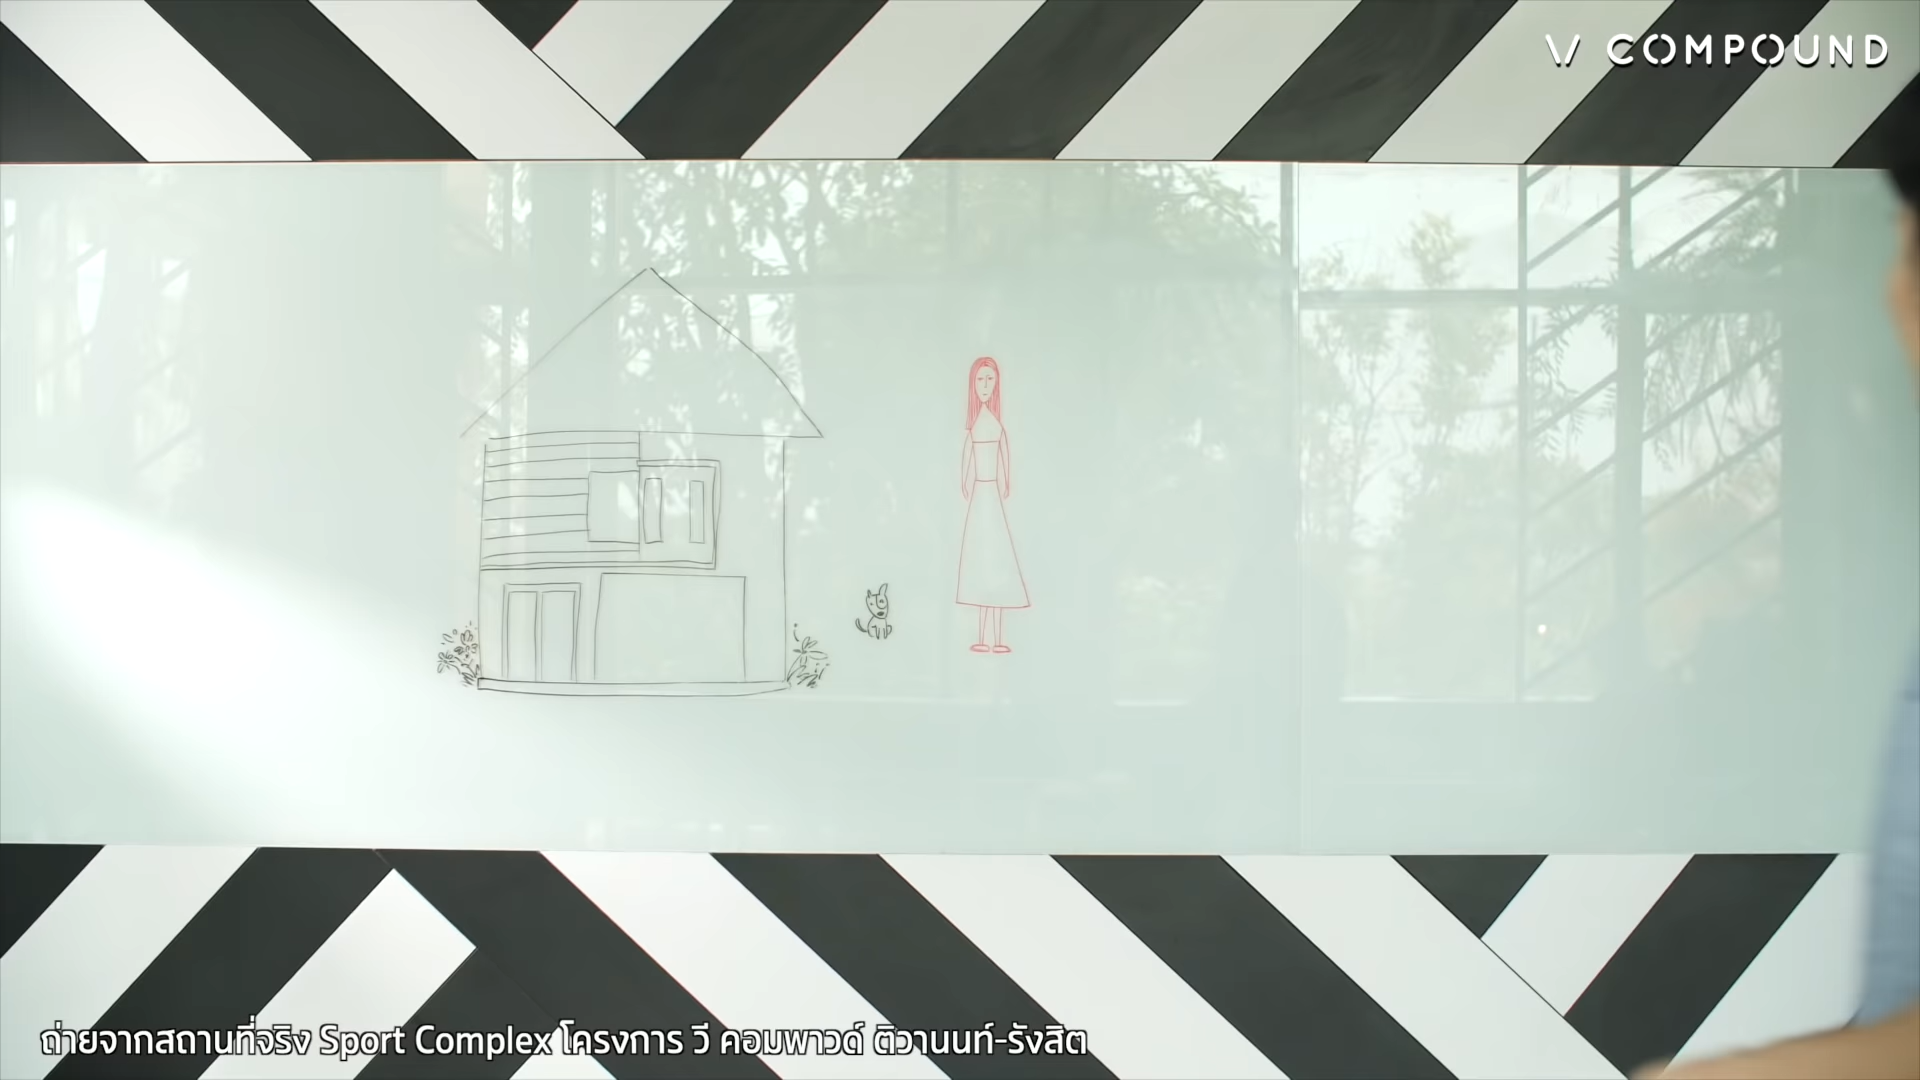 V COMPOUND
ถ่ายจากสถานที่จริง Sport Complex โครงการ วี คอมพาวด์ ติวานนท์-รังสิต